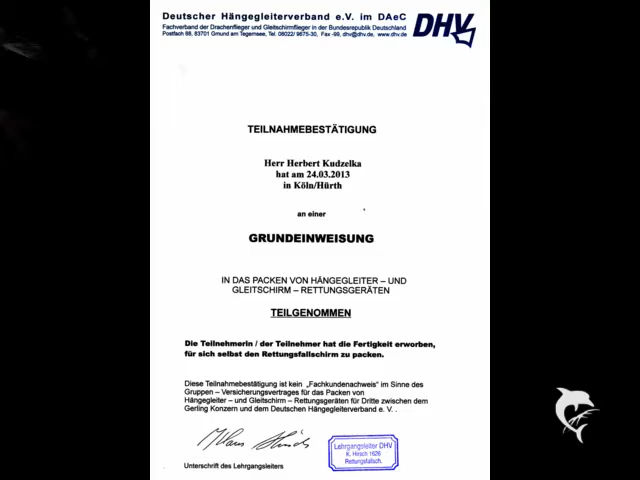 Deutscher Hängegleiterverband e.V. im DAeC
Fachverband der Drachenflieger und Gleitschirmflieger in der Bundesrepublik Deutschland
Postfach 88, 83701 Gmund am Tegernsee, Tel. 08022/ 9675-30, Fax -99, dhv@dhv.de, www.dhv.de
DHV
TEILNAHMEBESTÄTIGUNG
Herr Herbert Kudzelka
hat am 24.03.2013
in Köln/Hürth
an einer
GRUNDEINWEISUNG
IN DAS PACKEN VON HÄNGEGLEITER – UND
GLEITSCHIRM – RETTUNGSGERÄTEN
TEILGENOMMEN
Die Teilnehmerin / der Teilnehmer hat die Fertigkeit erworben,
für sich selbst den Rettungsfallschirm zu packen.
Diese Teilnahmebestätigung ist kein „Fachkundenachweis“ im Sinne des
Gruppen – Versicherungsvertrages für das Packen von
Hängegleiter – und Gleitschirm – Rettungsgeräten für Dritte zwischen dem
Gerling Konzern und dem Deutschen Hängegleiterverband e. V. .
Lehrgangsleiter DHV
K. Hirsch 1626
Rettungsfallsch.
Unterschrift des Lehrgangsleiters